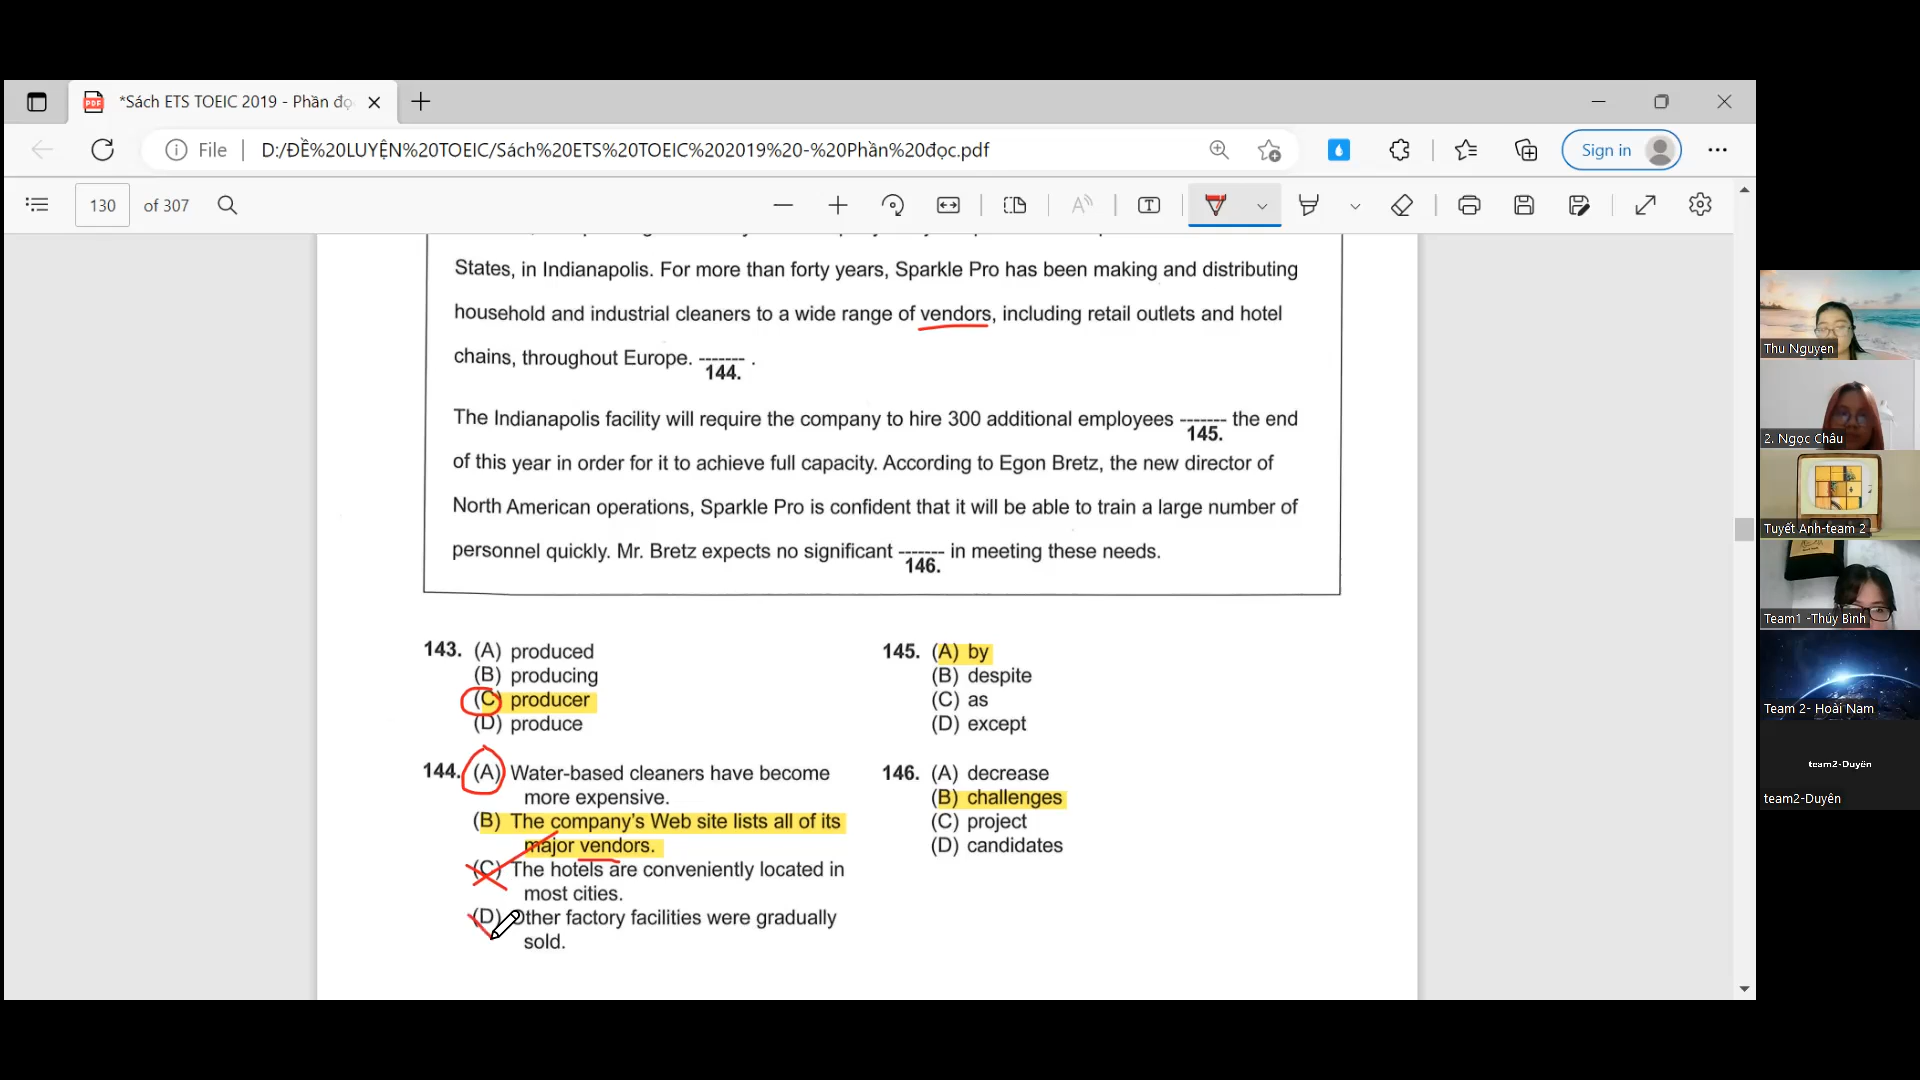 *Sách ETS TOEIC 2019 - Phần đọ
File
D:/ĐỀ%20LUYỆN%20TOEIC/Sách%20ETS%20TOEIC%202019%20-%20Phần%20đọc.pdf
Sign in
130 of 307
States, in Indianapolis. For more than forty years, Sparkle Pro has been making and distributing
household and industrial cleaners to a wide range of vendors, including retail outlets and hotel
chains, throughout Europe. ------- .
144.
The Indianapolis facility will require the company to hire 300 additional employees ------- the end
145.
of this year in order for it to achieve full capacity. According to Egon Bretz, the new director of
North American operations, Sparkle Pro is confident that it will be able to train a large number of
personnel quickly. Mr. Bretz expects no significant ------- in meeting these needs.
146.
143. (A) produced
(B) producing
(C) producer
(D) produce
144. (A) Water-based cleaners have become
more expensive.
(B) The company's Web site lists all of its
major vendors.
(C) The hotels are conveniently located in
most cities.
(D) Other factory facilities were gradually
sold.
145. (A) by
(B) despite
(C) as
(D) except
146. (A) decrease
(B) challenges
(C) project
(D) candidates
Thu Nguyen
2. Ngọc Châu
Tuyết Anh-team 2
Team1 -Thúy Bình
Team 2- Hoài Nam
team2-Duyên
team2-Duyên